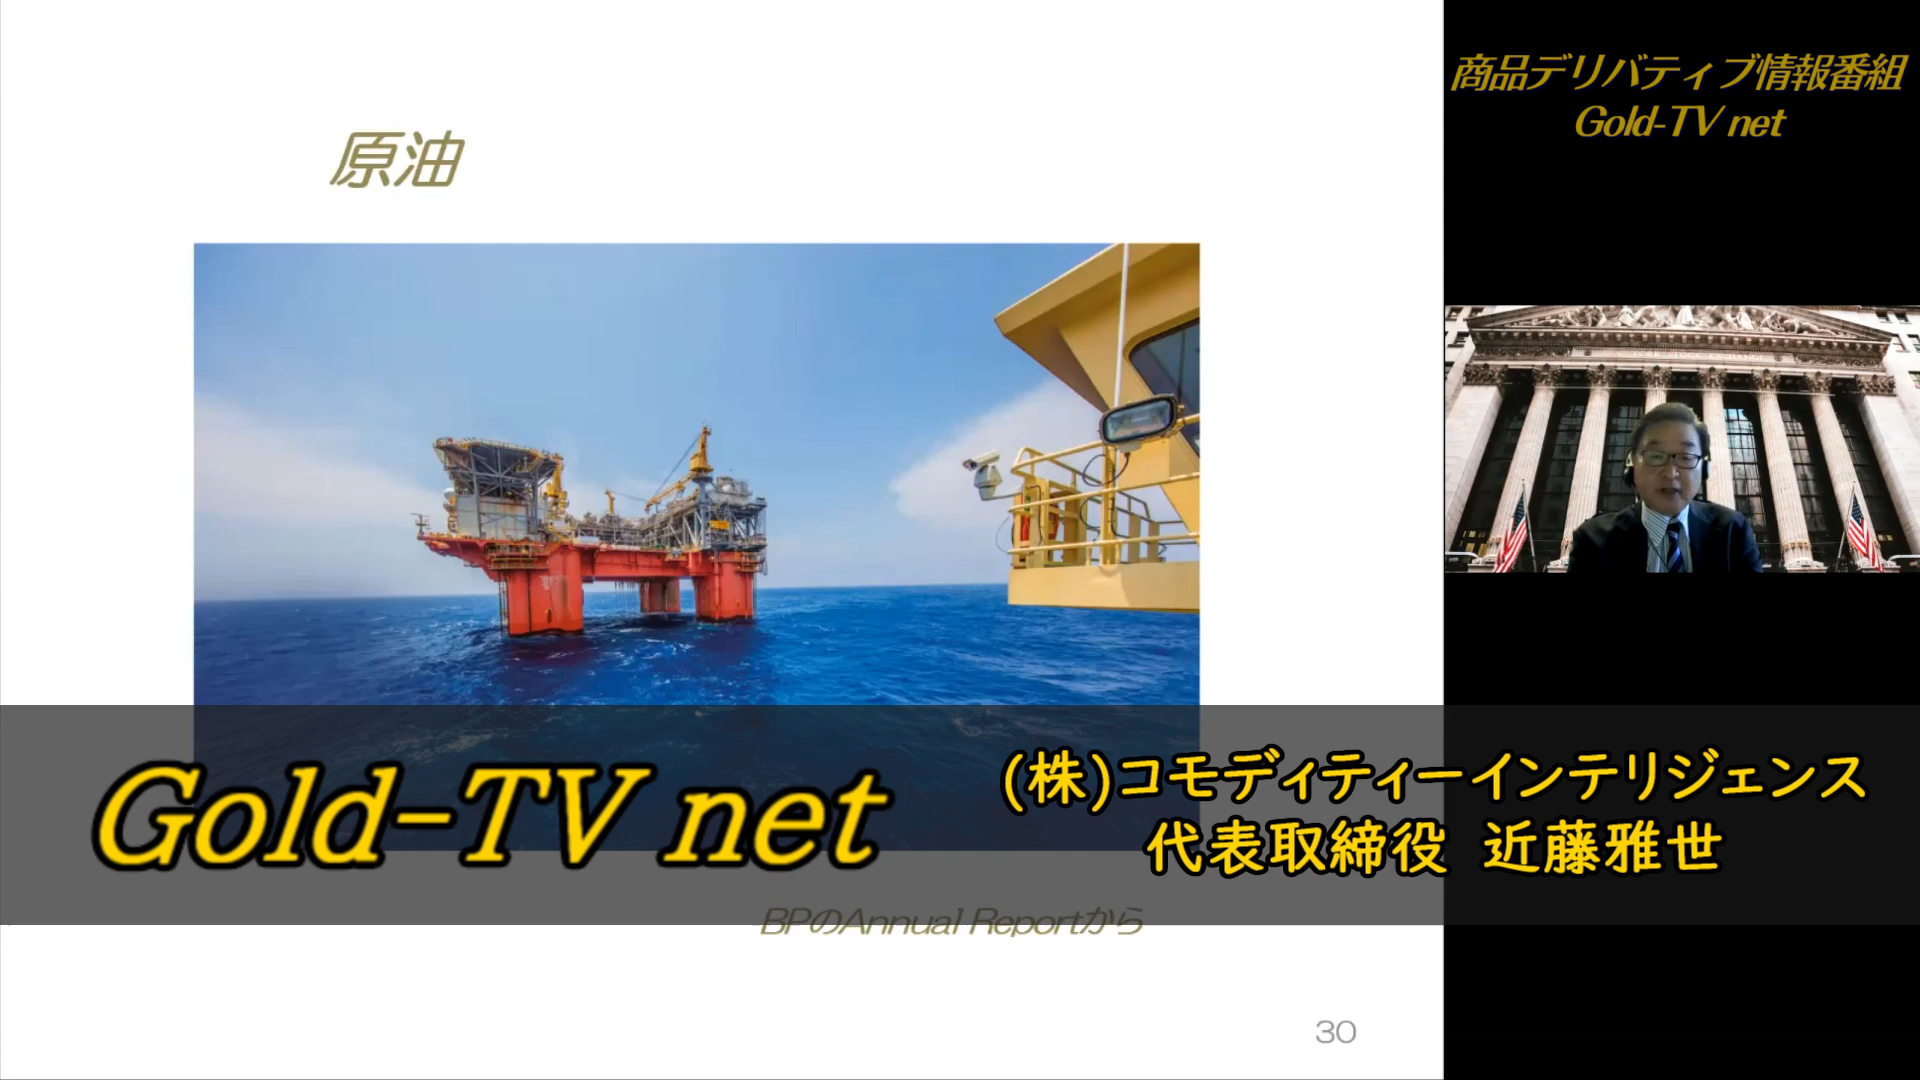 商品デリバティブ情報番組
Gold-TV net
原油
Gold-TV net
(株)コモディティーインテリジェンス
代表取締役 近藤雅世
BPのAnnual Reportから
30